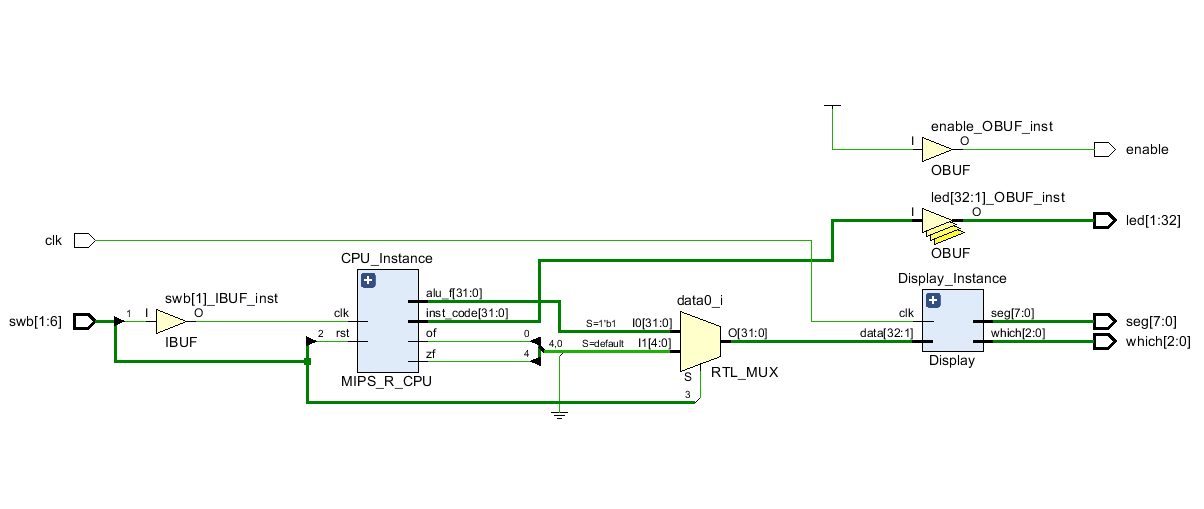 enable_OBUF_inst
I
O
enable
OBUF
led[32:1]_OBUF_inst
I
O
led[1:32]
OBUF
clk
CPU_Instance
Display_Instance
swb[1]_IBUF_inst
alu_f[31:0]
data0_i
I
O
clk
inst_code[31:0]
S=1'b1
I0[31:0]
clk
seg[7:0]
seg[7:0]
swb[1:6]
1
IBUF
2
rst
of
0
4,0
S=default
I1[4:0]
O[31:0]
data[32:1]
which[2:0]
which[2:0]
zf
4
Display
MIPS_R_CPU
S
RTL_MUX
3